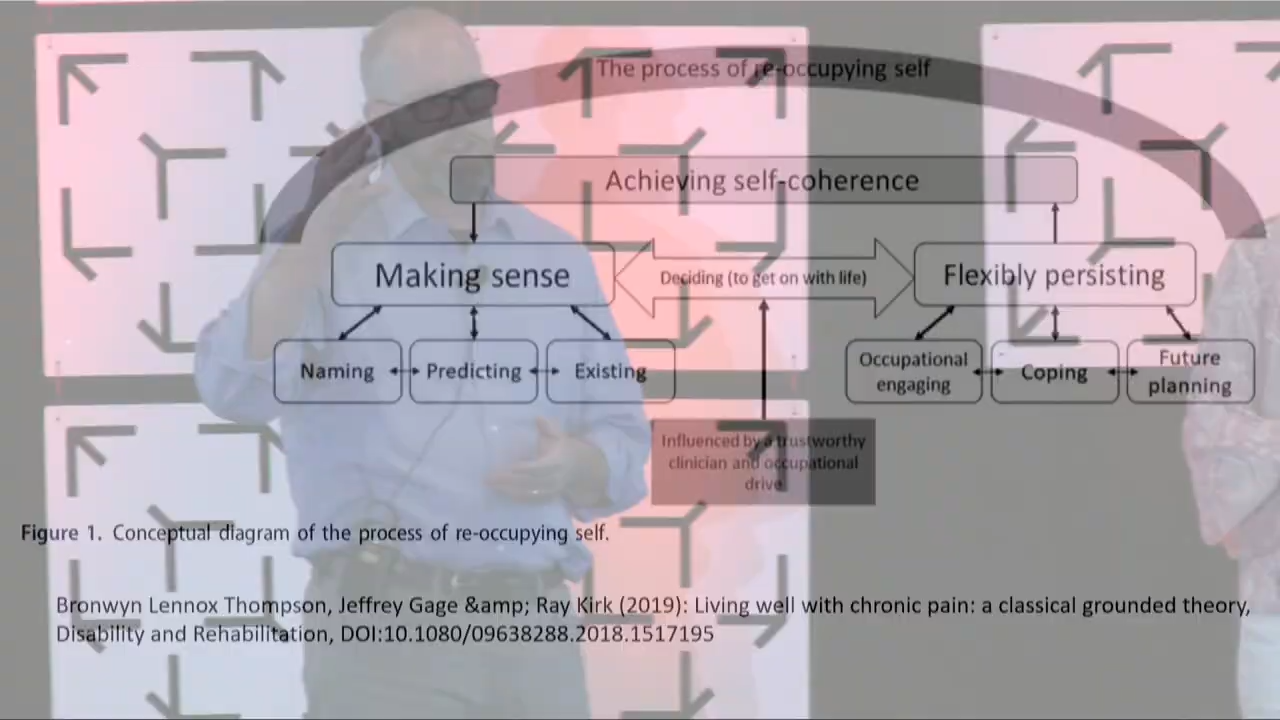 The process of re-occupying self
Achieving self-coherence
Making sense
Deciding (to get on with life)
Flexibly persisting
Naming
Predicting
Existing
Occupational
engaging
Coping
Future
planning
Influenced by a trustworthy
clinician and occupational
drive
Figure 1. Conceptual diagram of the process of re-occupying self.
Bronwyn Lennox Thompson, Jeffrey Gage &amp; Ray Kirk (2019): Living well with chronic pain: a classical grounded theory,
Disability and Rehabilitation, DOI:10.1080/09638288.2018.1517195